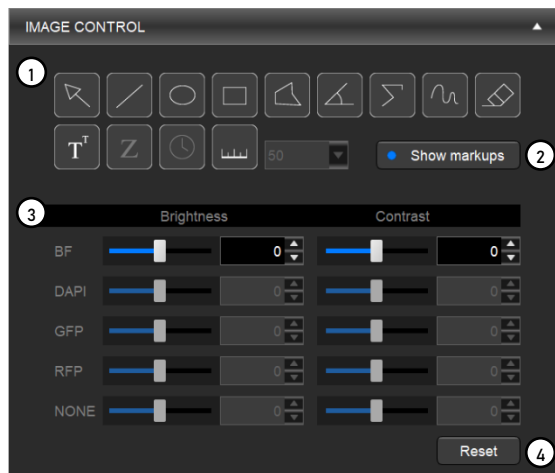 IMAGE CONTROL
1
T T Z 50 Show markups 2
3 Brightness Contrast
BF 0 0
DAPI 0 0
GFP 0 0
RFP 0 0
NONE 0 0
Reset 4